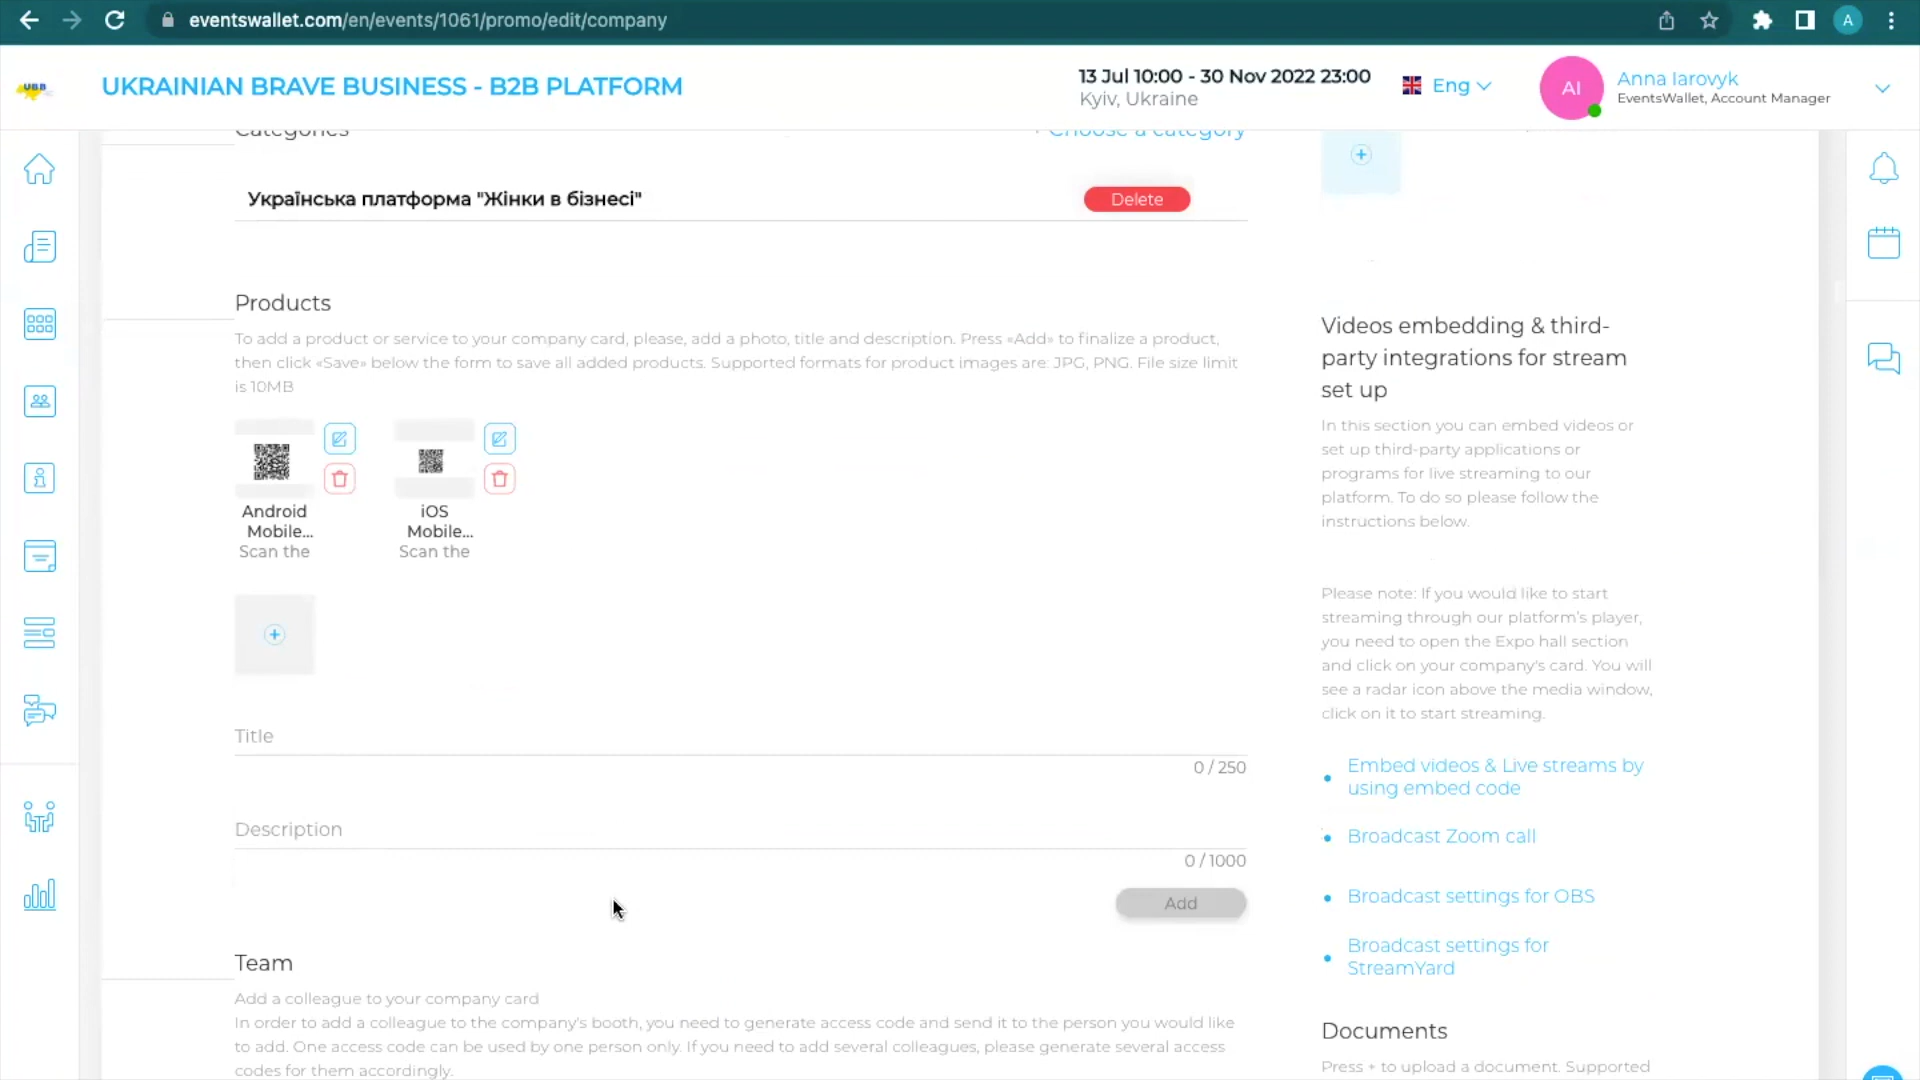 eventswallet.com/en/events/1061/promo/edit/company
A
UBB
UKRAINIAN BRAVE BUSINESS - B2B PLATFORM
13 Jul 10:00 - 30 Nov 2022 23:00
Kyiv, Ukraine
Eng
AI
Anna Iarovyk
EventsWallet, Account Manager
Categories
Choose a category
Українська платформа "Жінки в бізнесі"
Delete
Products
To add a product or service to your company card, please, add a photo, title and description. Press «Add» to finalize a product,
then click «Save» below the form to save all added products. Supported formats for product images are: JPG, PNG. File size limit
is 10MB
Android
Mobile...
Scan the
iOS
Mobile...
Scan the
Title
0 / 250
Description
0 / 1000
Add
Team
Add a colleague to your company card
In order to add a colleague to the company's booth, you need to generate access code and send it to the person you would like
to add. One access code can be used by one person only. If you need to add several colleagues, please generate several access
codes for them accordingly.
Videos embedding & third-
party integrations for stream
set up
In this section you can embed videos or
set up third-party applications or
programs for live streaming to our
platform. To do so please follow the
instructions below.
Please note: If you would like to start
streaming through our platform's player,
you need to open the Expo hall section
and click on your company's card. You will
see a radar icon above the media window,
click on it to start streaming.
Embed videos & Live streams by
using embed code
Broadcast Zoom call
Broadcast settings for OBS
Broadcast settings for
StreamYard
Documents
Press + to upload a document. Supported